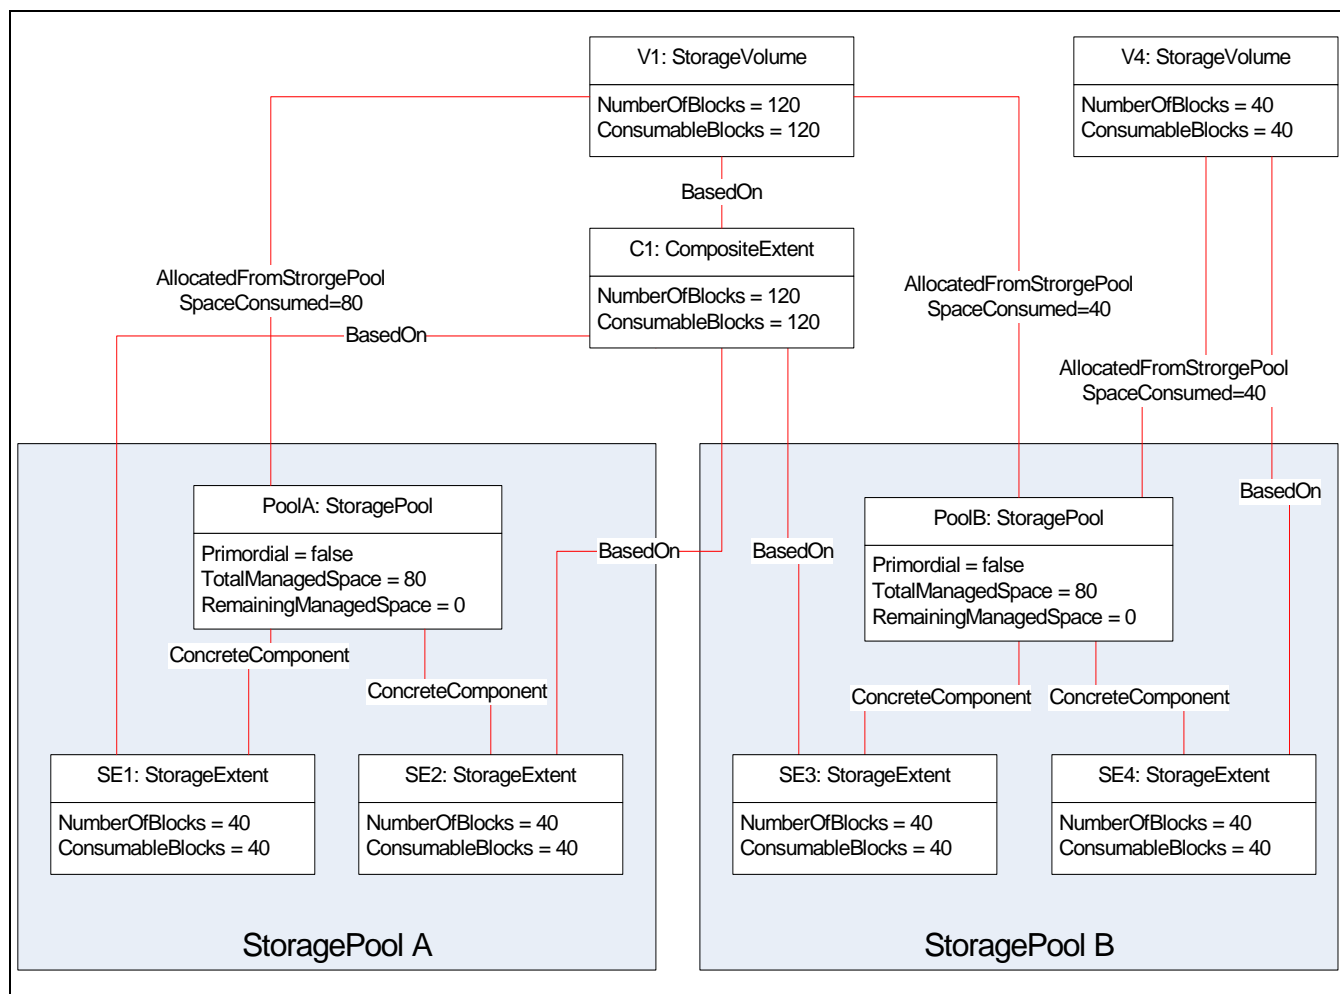 V1: StorageVolume
NumberOfBlocks = 120
ConsumableBlocks = 120
V4: StorageVolume
NumberOfBlocks = 40
ConsumableBlocks = 40
BasedOn
C1: CompositeExtent
NumberOfBlocks = 120
ConsumableBlocks = 120
AllocatedFromStrorgePool
SpaceConsumed=80
AllocatedFromStrorgePool
SpaceConsumed=40
BasedOn
AllocatedFromStrorgePool
SpaceConsumed=40
PoolA: StoragePool
Primordial = false
TotalManagedSpace = 80
RemainingManagedSpace = 0
BasedOn
BasedOn
BasedOn
PoolB: StoragePool
Primordial = false
TotalManagedSpace = 80
RemainingManagedSpace = 0
ConcreteComponent
ConcreteComponent
ConcreteComponent
ConcreteComponent
SE1: StorageExtent
NumberOfBlocks = 40
ConsumableBlocks = 40
SE2: StorageExtent
NumberOfBlocks = 40
ConsumableBlocks = 40
SE3: StorageExtent
NumberOfBlocks = 40
ConsumableBlocks = 40
SE4: StorageExtent
NumberOfBlocks = 40
ConsumableBlocks = 40
StoragePool A
StoragePool B